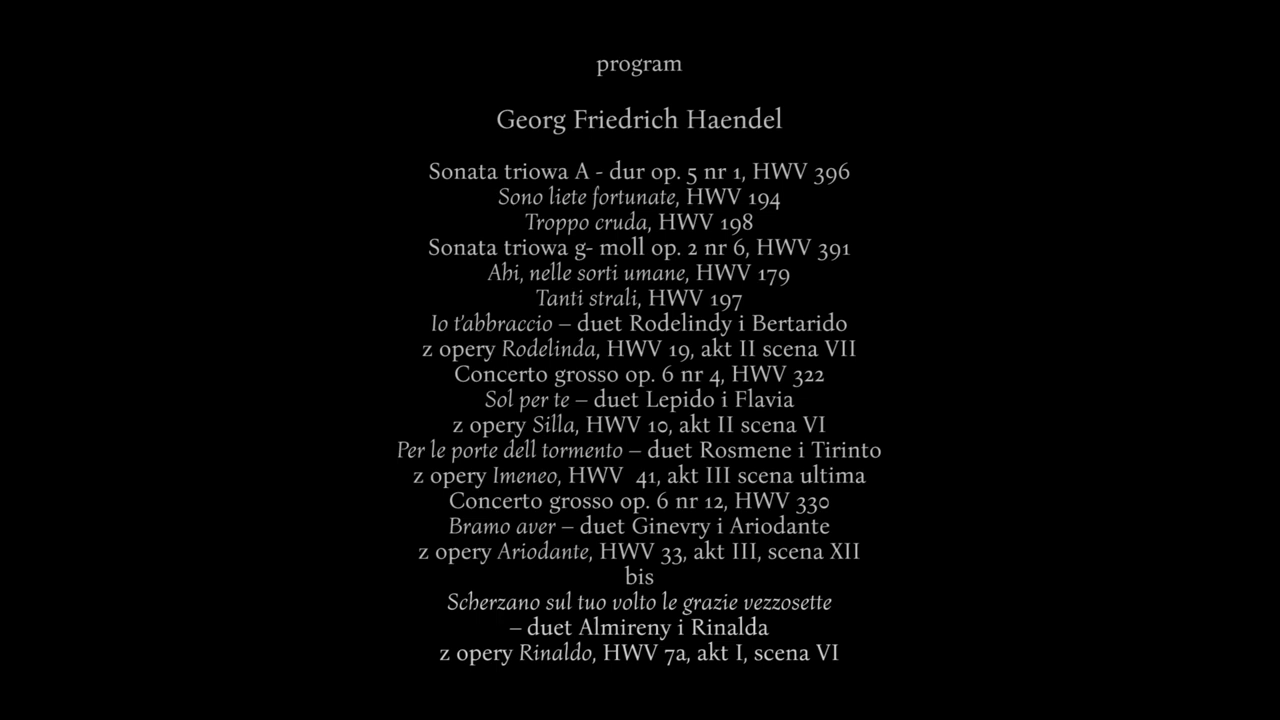 program
Georg Friedrich Haendel
Sonata triowa A - dur op. 5 nr 1, HWV 396
Sono liete fortunate, HWV 194
Troppo cruda, HWV 198
Sonata triowa g- moll op. 2 nr 6, HWV 391
Ahi, nelle sorti umane, HWV 179
Tanti strali, HWV 197
Io t'abbraccio – duet Rodelindy i Bertarido
z opery Rodelinda, HWV 19, akt II scena VII
Concerto grosso op. 6 nr 4, HWV 322
Sol per te – duet Lepido i Flavia
z opery Silla, HWV 10, akt II scena VI
Per le porte dell tormento – duet Rosmene i Tirinto
z opery Imeneo, HWV 41, akt III scena ultima
Concerto grosso op. 6 nr 12, HWV 330
Bramo aver – duet Ginevry i Ariodante
z opery Ariodante, HWV 33, akt III, scena XII
bis
Scherzano sul tuo volto le grazie vezzosette
– duet Almireny i Rinalda
z opery Rinaldo, HWV 7a, akt I, scena VI